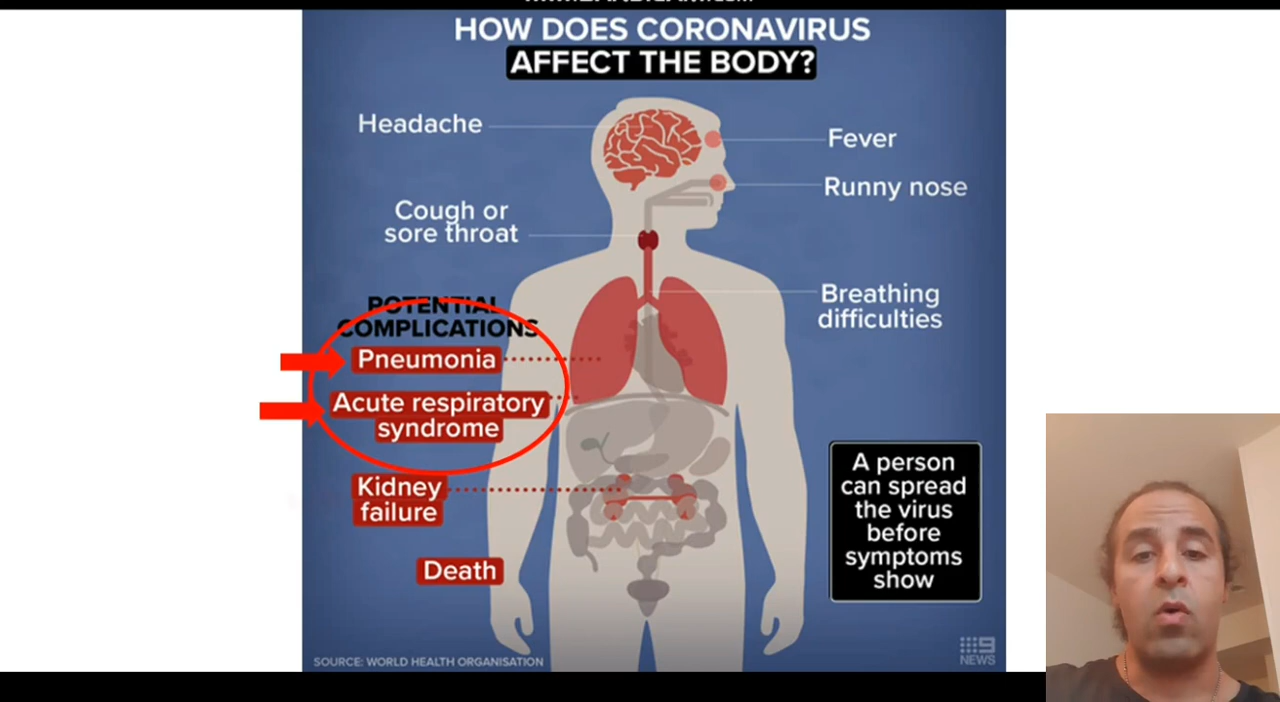 HOW DOES CORONAVIRUS
AFFECT THE BODY?
Headache
Fever
Runny nose
Cough or
sore throat
Breathing
difficulties
POTENTIAL
COMPLICATIONS
Pneumonia
Acute respiratory
syndrome
Kidney
failure
Death
A person
can spread
the virus
before
symptoms
show
SOURCE: WORLD HEALTH ORGANISATION
9
NEWS